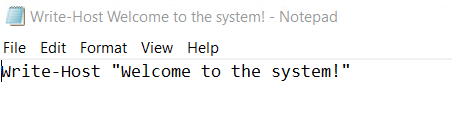 Write-Host Welcome to the system! - Notepad
File Edit Format View Help
Write-Host "Welcome to the system!"